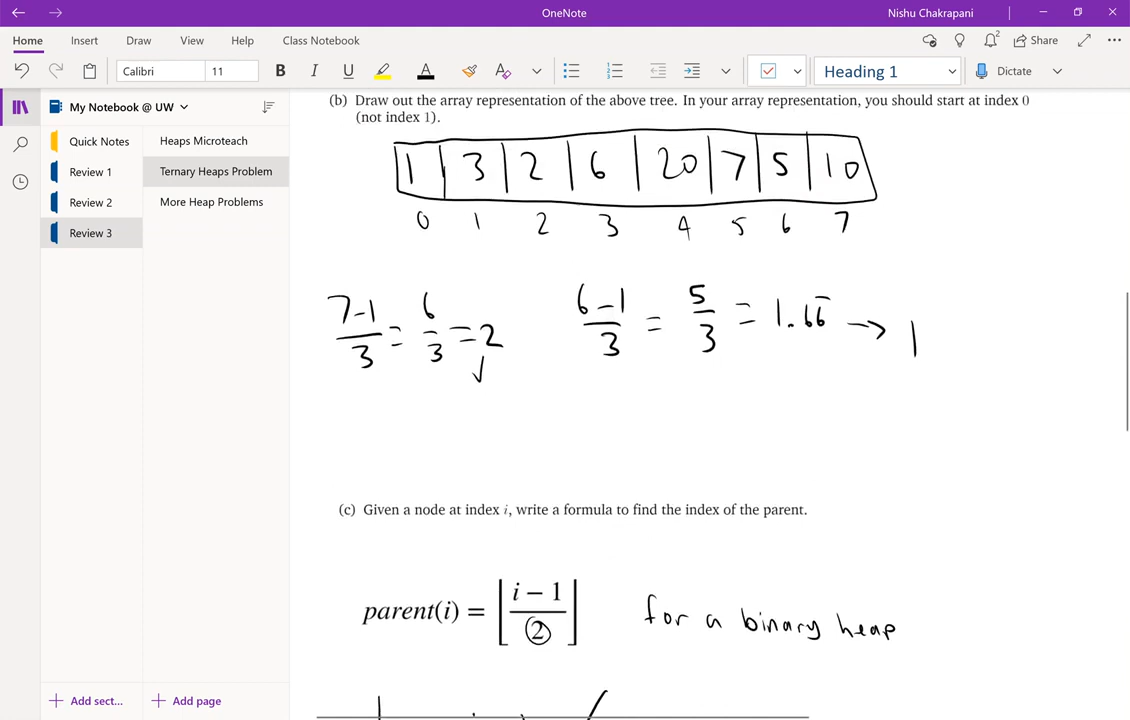 OneNote
Nishu Chakrapani
Home Insert Draw View Help Class Notebook
2 Share
Calibri 11 B I U A Heading 1 Dictate
My Notebook @ UW
Quick Notes
Review 1
Review 2
Review 3
Heaps Microteach
Ternary Heaps Problem
More Heap Problems
(b) Draw out the array representation of the above tree. In your array representation, you should start at index 0
(not index 1).
1 3 2 6 20 7 5 10
0 1 2 3 4 5 6 7
7-1/3 = 6/3 = 2 ✓
6-1/3 = 5/3 = 1.66̅ → 1
(c) Given a node at index i, write a formula to find the index of the parent.
parent(i) = ⌊(i − 1)/2⌋ for a binary heap
+ Add sect... + Add page